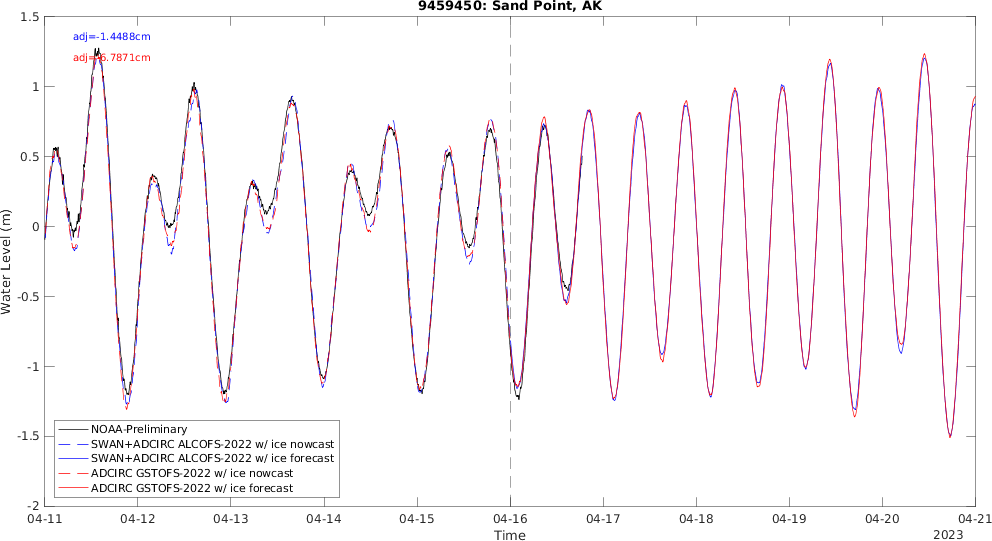 9459450: Sand Point, AK
adj=-1.4488cm
adj=-6.7871cm
1.5
1
0.5
0
-0.5
-1
-1.5
-2
Water Level (m)
NOAA-Preliminary
SWAN+ADCIRC ALCOFS-2022 w/ ice nowcast
SWAN+ADCIRC ALCOFS-2022 w/ ice forecast
ADCIRC GSTOFS-2022 w/ ice nowcast
ADCIRC GSTOFS-2022 w/ ice forecast
04-11 04-12 04-13 04-14 04-15 04-16 04-17 04-18 04-19 04-20 04-21
Time
2023